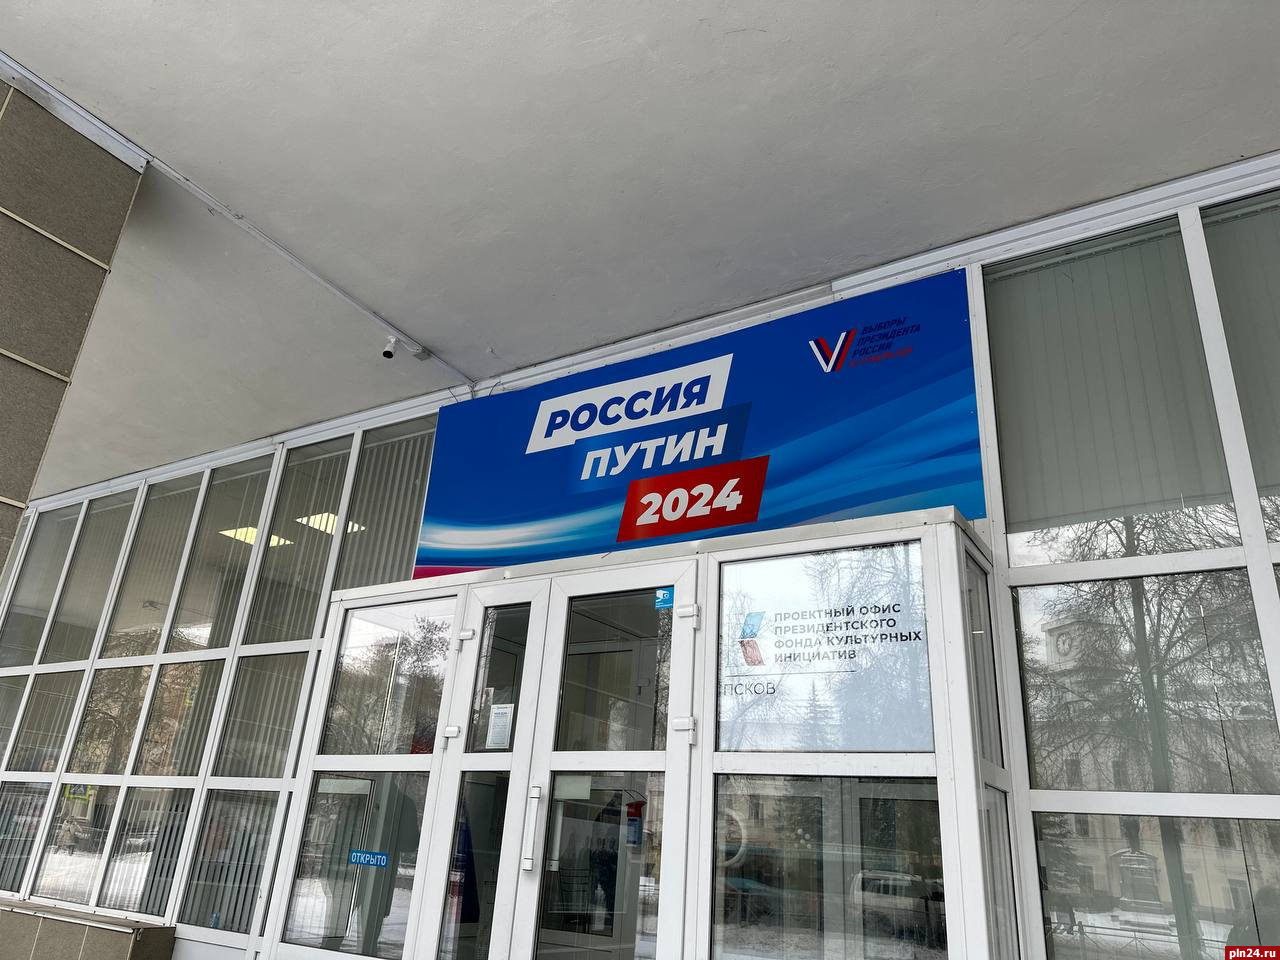 РОССИЯ
ПУТИН
2024
ВЫБОРЫ
ПРЕЗИДЕНТА
РОССИИ
ПРОЕКТНЫЙ ОФИС
ПРЕЗИДЕНТСКОГО
ФОНДА КУЛЬТУРНЫХ
ИНИЦИАТИВ
ПСКОВ
ОТКРЫТО
pln24.ru